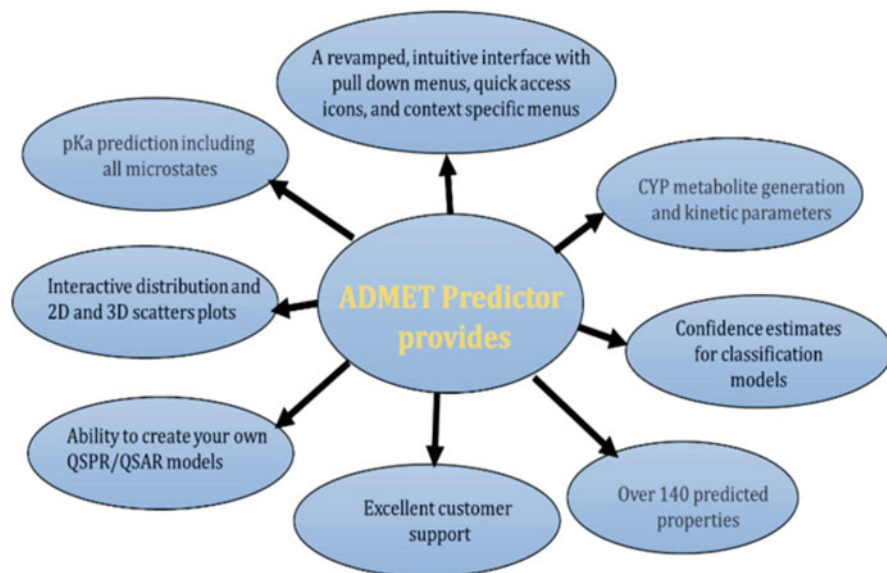 A revamped, intuitive interface with
pull down menus, quick access
icons, and context specific menus
pKa prediction including
all microstates
CYP metabolite generation
and kinetic parameters
Interactive distribution and
2D and 3D scatters plots
ADMET Predictor
provides
Confidence estimates
for classification
models
Ability to create your own
QSPR/QSAR models
Excellent customer
support
Over 140 predicted
properties